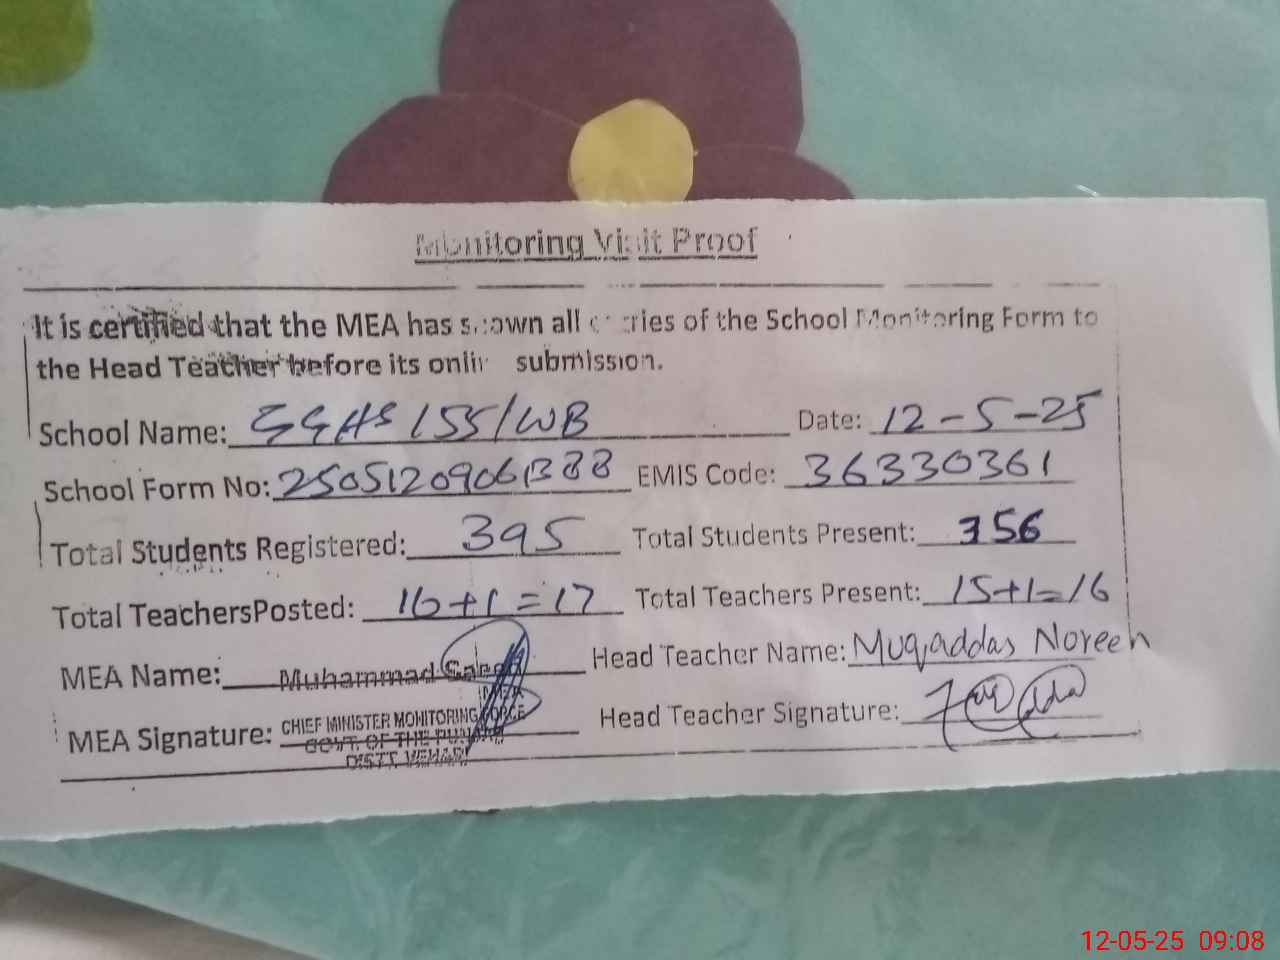 Monitoring Visit Proof
It is certified that the MEA has shown all entries of the School Monitoring Form to
the Head Teacher before its online submission.
School Name: GGHS 155/WB Date: 12-5-25
School Form No: EMIS Code: 36330361
Total Students Registered: 395 Total Students Present: 356
Total TeachersPosted: 16+1=17 Total Teachers Present: 15+1=16
MEA Name: Muhammad Saeed Head Teacher Name: Muqaddas Noreen
MEA
MEA Signature: CHIEF MINISTER MONITORING FORCE Head Teacher Signature:
GOVT. OF THE PUNJAB
DISTT. VEHARI
12-05-25 09:08